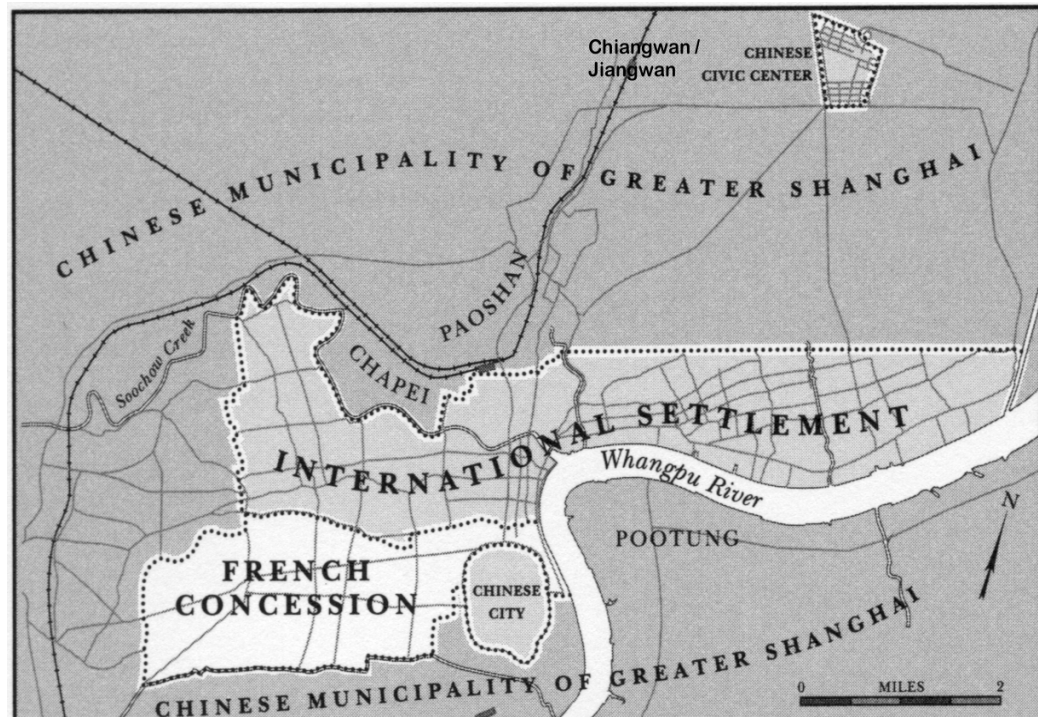 Chiangwan /
Jiangwan
CHINESE
CIVIC CENTER
CHINESE MUNICIPALITY OF GREATER SHANGHAI
PAOSHAN
Soochow Creek
CHAPEI
INTERNATIONAL SETTLEMENT
Whangpu River
N
POOTUNG
FRENCH
CONCESSION
CHINESE
CITY
CHINESE MUNICIPALITY OF GREATER SHANGHAI
0 MILES 2